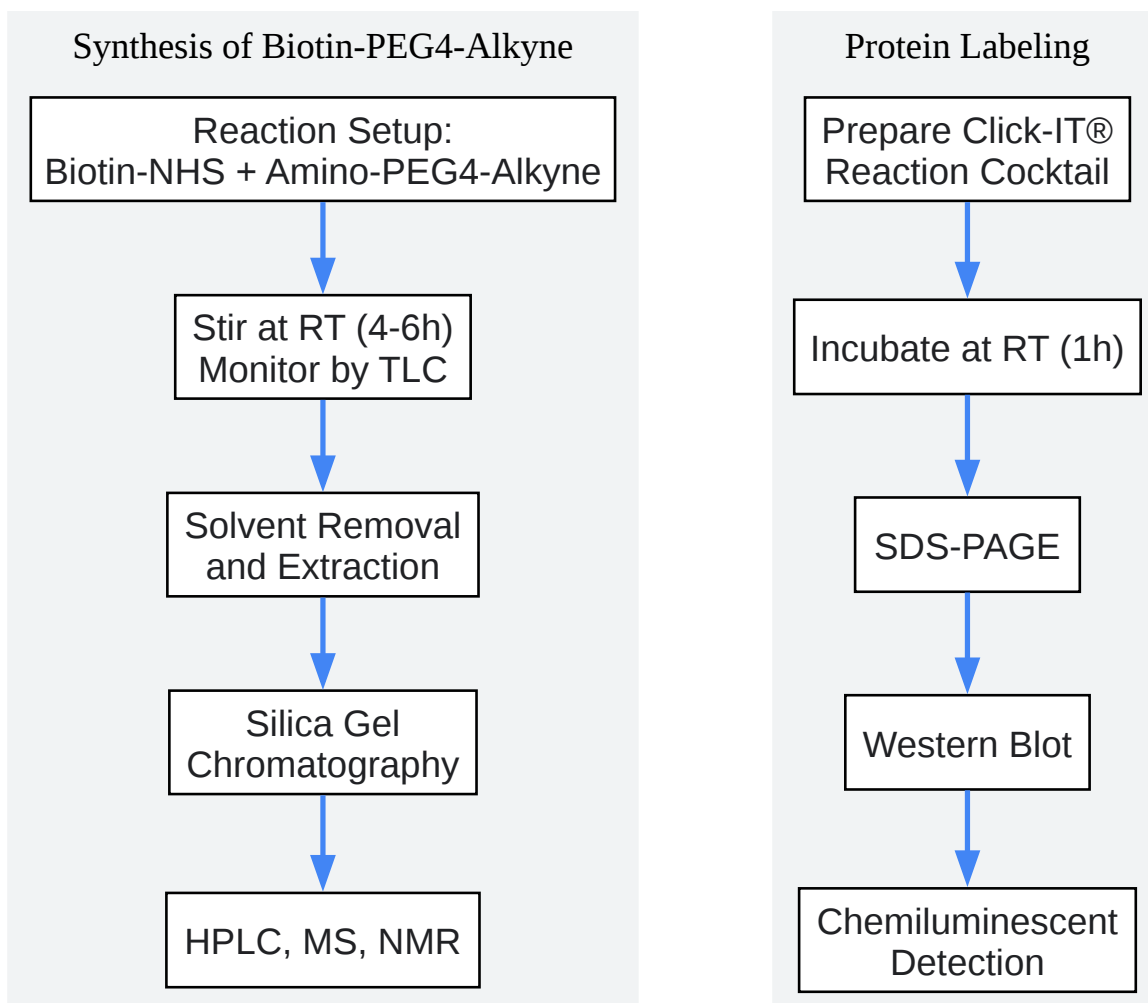 Synthesis of Biotin-PEG4-Alkyne
Reaction Setup:
Biotin-NHS + Amino-PEG4-Alkyne
Stir at RT (4-6h)
Monitor by TLC
Solvent Removal
and Extraction
Silica Gel
Chromatography
HPLC, MS, NMR
Protein Labeling
Prepare Click-IT®
Reaction Cocktail
Incubate at RT (1h)
SDS-PAGE
Western Blot
Chemiluminescent
Detection